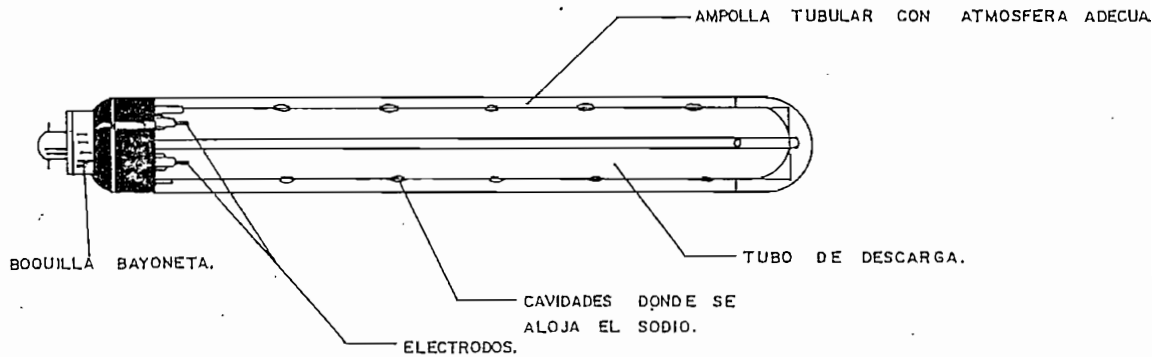 AMPOLLA TUBULAR CON ATMOSFERA ADECUA
BOQUILLA BAYONETA.
TUBO DE DESCARGA.
CAVIDADES DONDE SE
ALOJA EL SODIO.
ELECTRODOS.